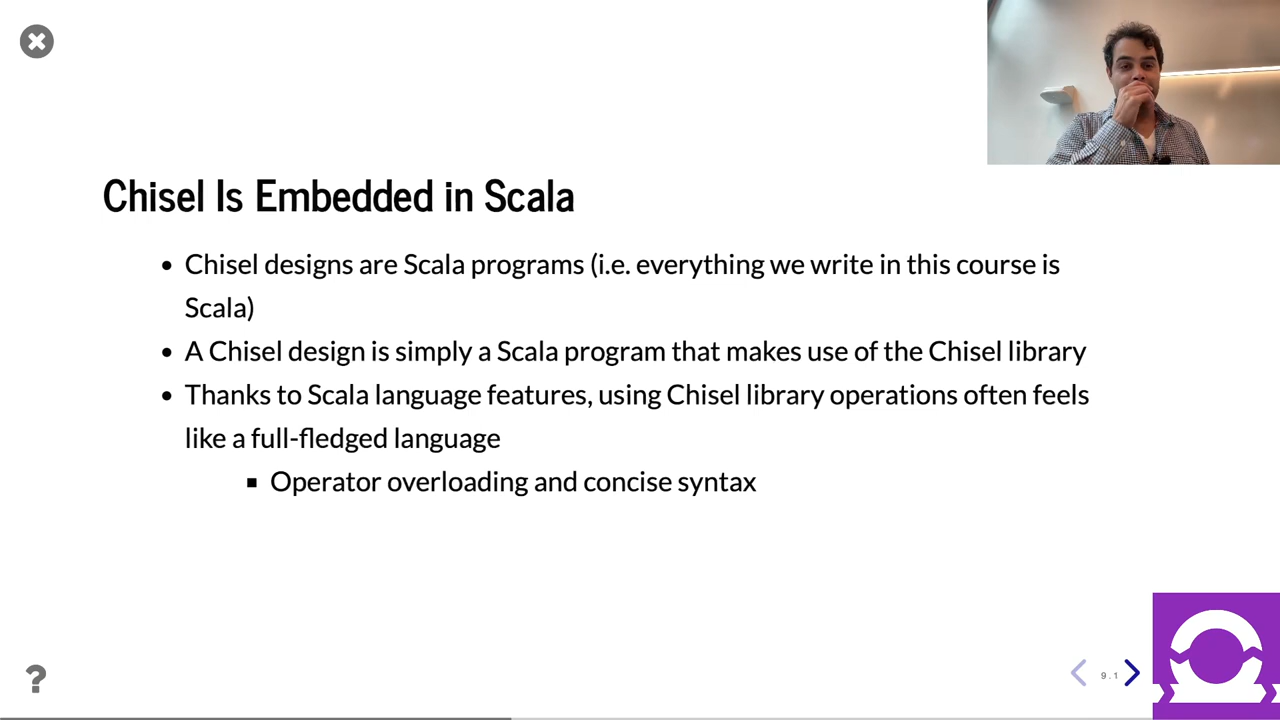 Chisel Is Embedded in Scala
Chisel designs are Scala programs (i.e. everything we write in this course is
Scala)
A Chisel design is simply a Scala program that makes use of the Chisel library
Thanks to Scala language features, using Chisel library operations often feels
like a full-fledged language
Operator overloading and concise syntax
?
9.1